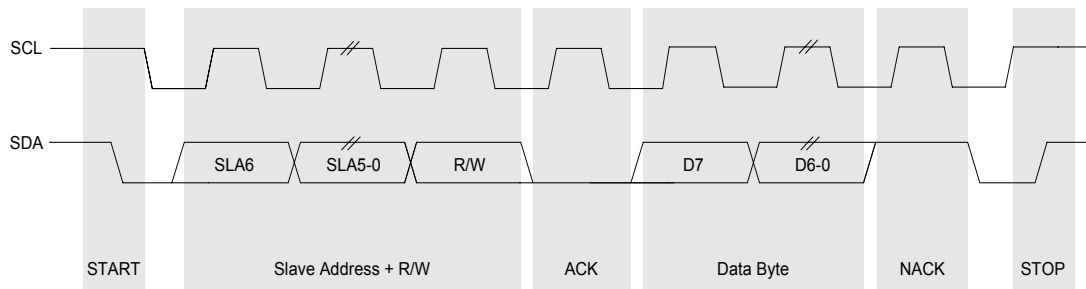 SCL
SDA
SLA6 SLA5-0 R/W D7 D6-0
START Slave Address + R/W ACK Data Byte NACK STOP